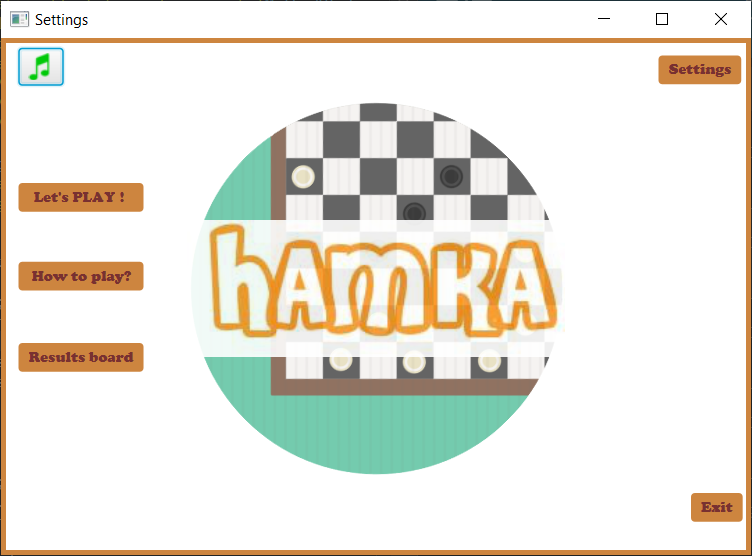 Settings
Settings
Let's PLAY !
How to play?
Results board
hAmKA
Exit